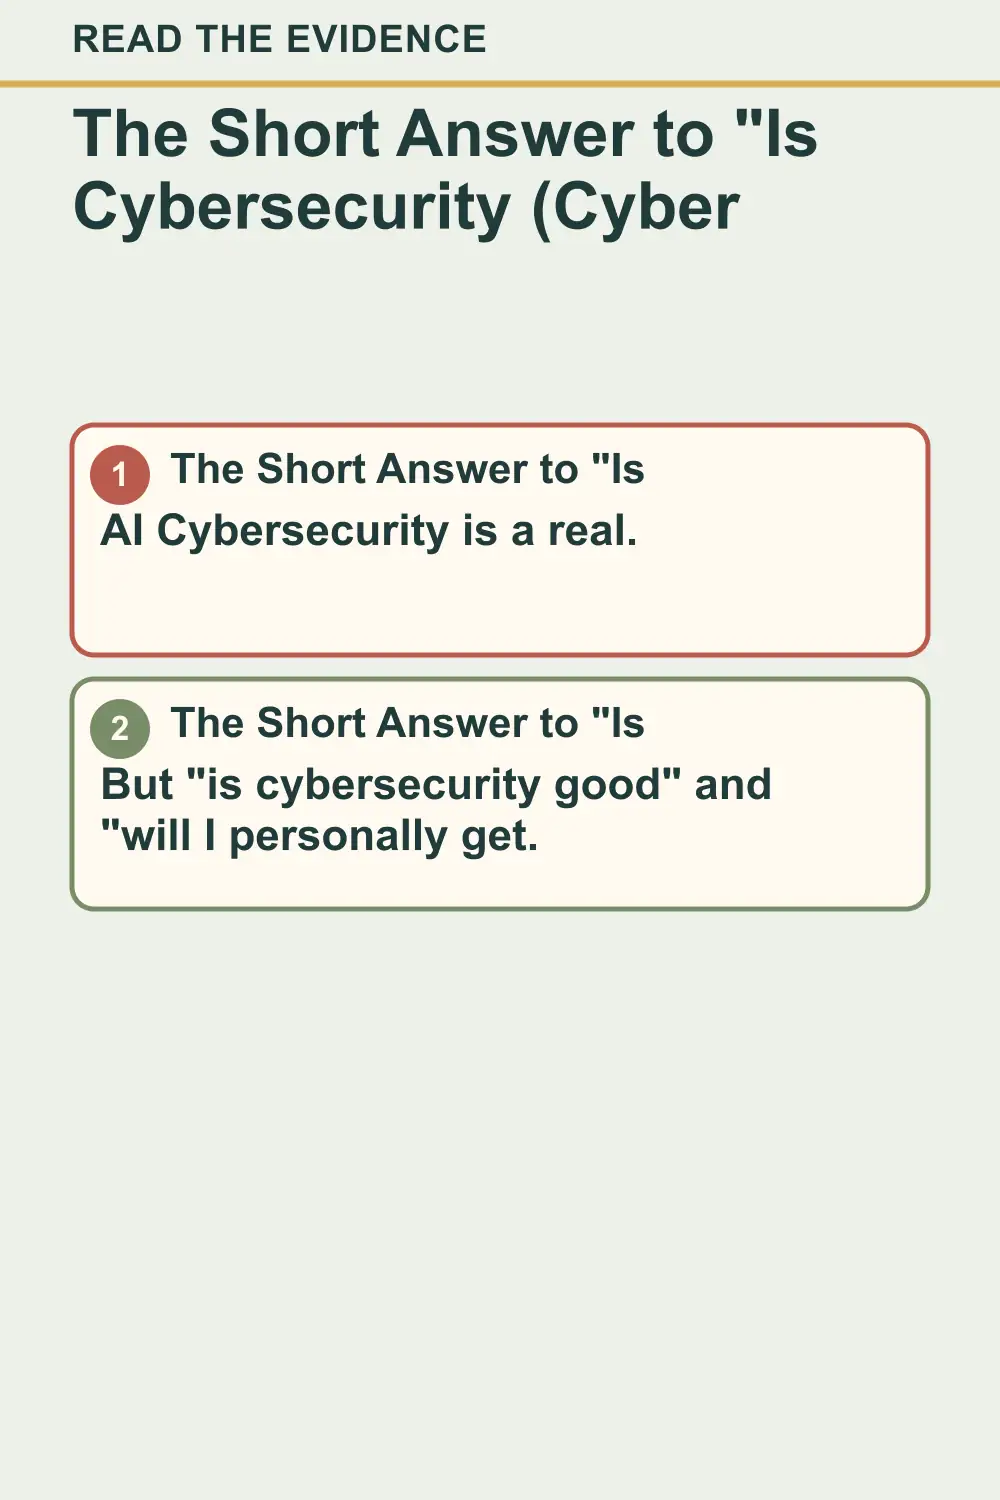 READ THE EVIDENCE
The Short Answer to "Is
Cybersecurity (Cyber
1
The Short Answer to "Is
AI Cybersecurity is a real.
2
The Short Answer to "Is
But "is cybersecurity good" and
"will I personally get.